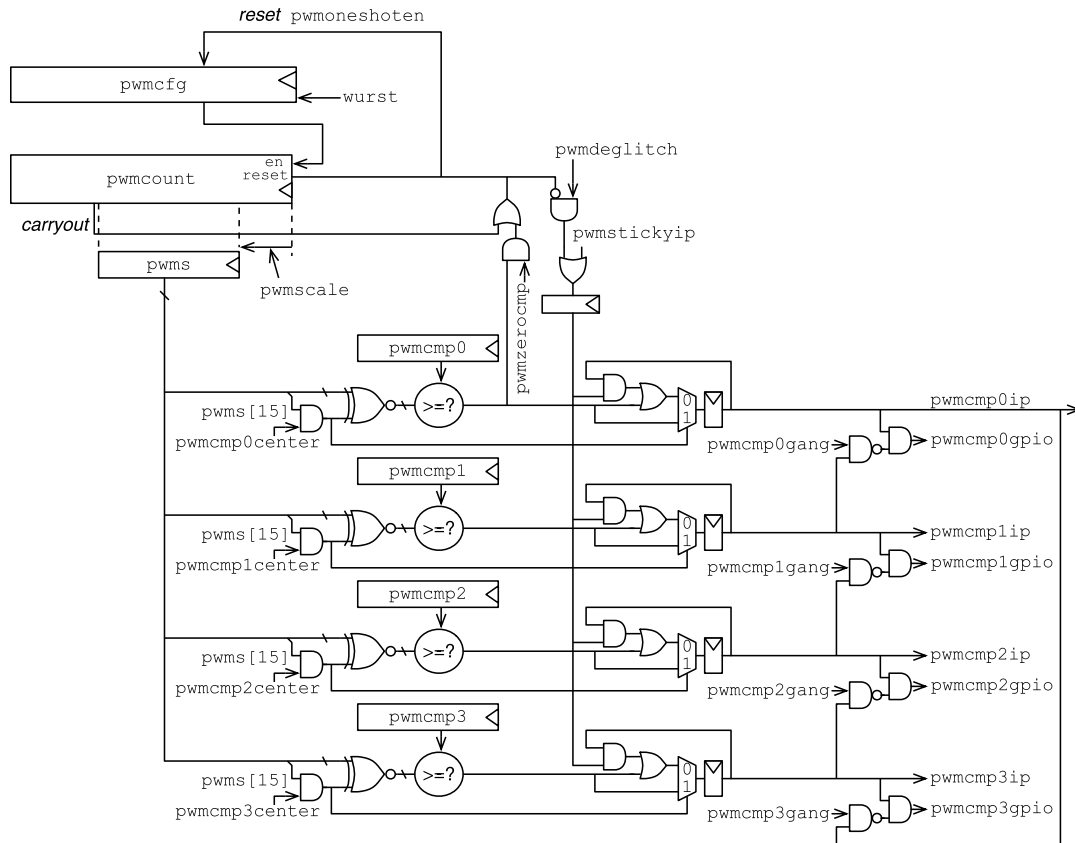 reset pwmoneshoten
pwmcfg
wurst
en
reset
pwmcount
carryout
pwms
pwmscale
pwmdeglitch
pwmstickyip
pwmzerocmp
pwmcmp0
>=?
pwms[15]
pwmcmp0center
0
1
pwmcmp0ip
pwmcmp0gang
pwmcmp0gpio
pwmcmp1
>=?
pwms[15]
pwmcmp1center
0
1
pwmcmp1ip
pwmcmp1gang
pwmcmp1gpio
pwmcmp2
>=?
pwms[15]
pwmcmp2center
0
1
pwmcmp2ip
pwmcmp2gang
pwmcmp2gpio
pwmcmp3
>=?
pwms[15]
pwmcmp3center
0
1
pwmcmp3ip
pwmcmp3gang
pwmcmp3gpio